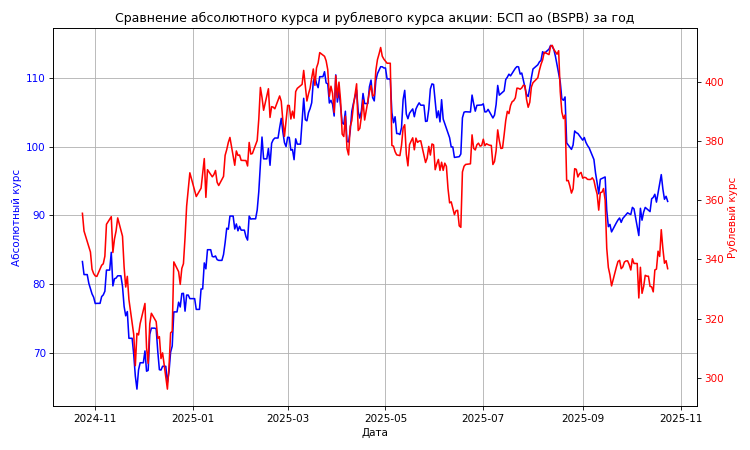 Сравнение абсолютного курса и рублевого курса акции: БСП ао (BSPB) за год
Абсолютный курс
110
100
90
80
70
400
380
360
340
320
300
Рублевый курс
2024-11 2025-01 2025-03 2025-05 2025-07 2025-09 2025-11
Дата